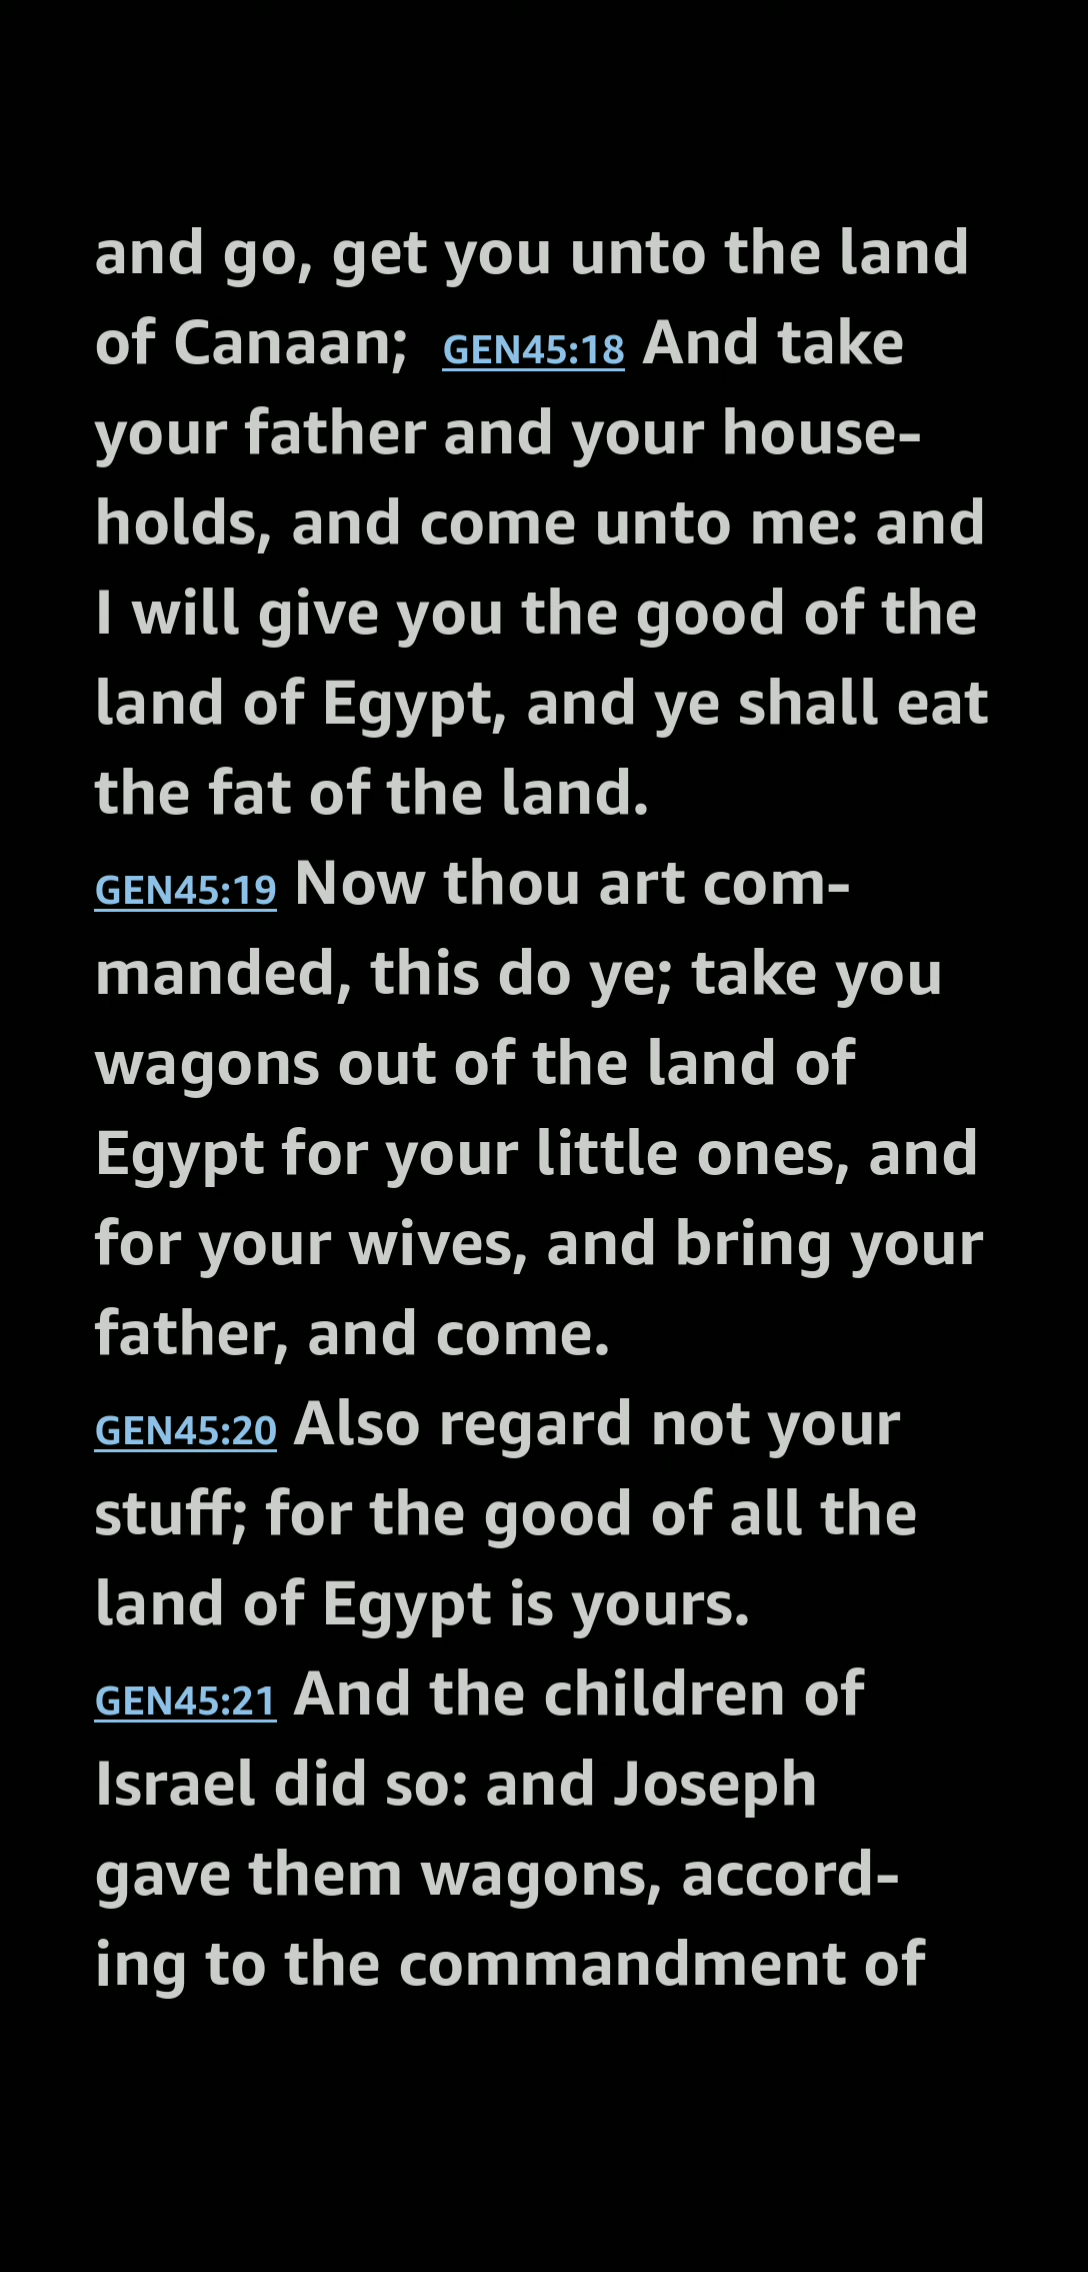 and go, get you unto the land
of Canaan; GEN45:18 And take
your father and your house-
holds, and come unto me: and
I will give you the good of the
land of Egypt, and ye shall eat
the fat of the land.
GEN45:19 Now thou art com-
manded, this do ye; take you
wagons out of the land of
Egypt for your little ones, and
for your wives, and bring your
father, and come.
GEN45:20 Also regard not your
stuff; for the good of all the
land of Egypt is yours.
GEN45:21 And the children of
Israel did so: and Joseph
gave them wagons, accord-
ing to the commandment of